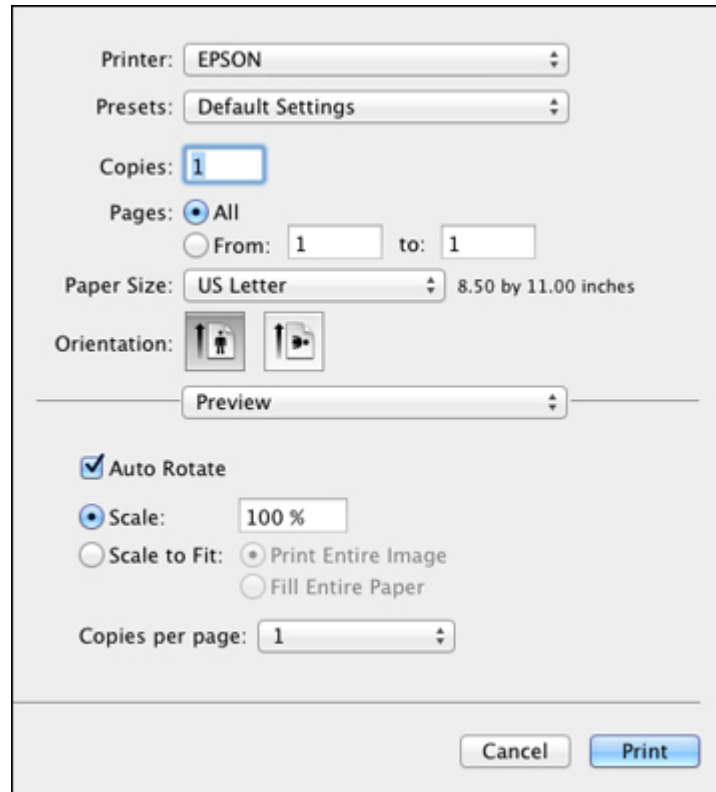 Printer: EPSON
Presets: Default Settings
Copies: 1
Pages: All
From: 1 to: 1
Paper Size: US Letter 8.50 by 11.00 inches
Orientation:
Preview
Auto Rotate
Scale: 100 %
Scale to Fit: Print Entire Image
Fill Entire Paper
Copies per page: 1
Cancel Print